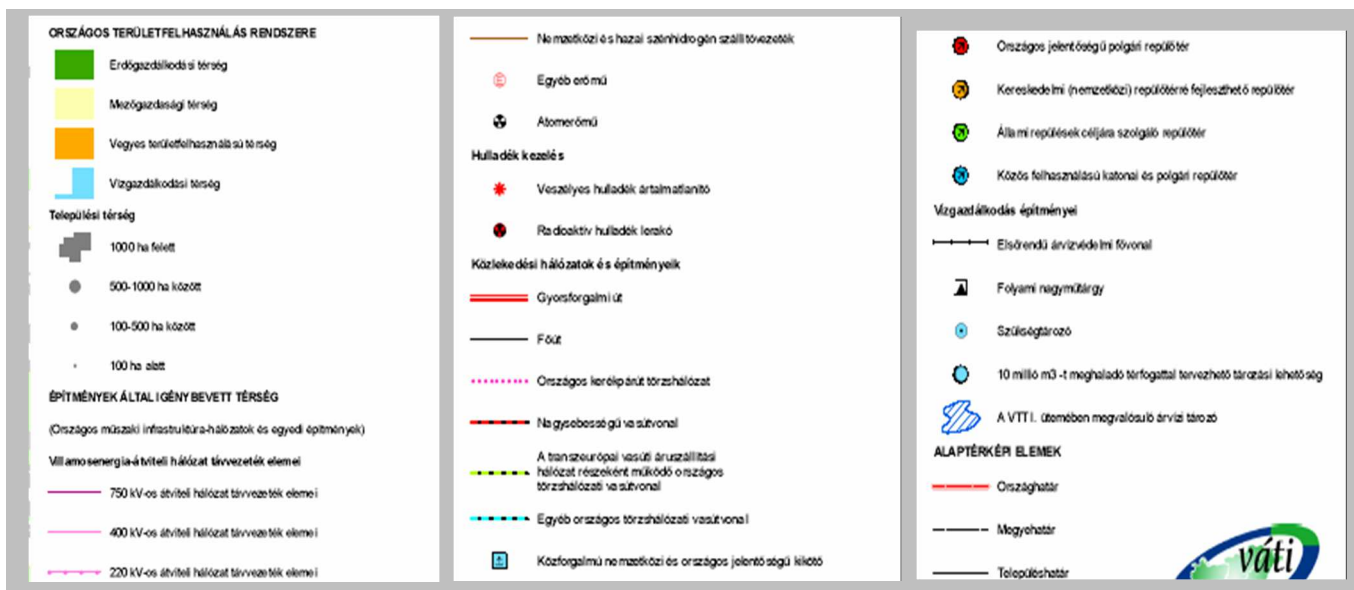 ORSZÁGOS TERÜLETFELHASZNÁLÁS RENDSZERE
Erdőgazdálkodási térség
Mezőgazdasági térség
Vegyes területfelhasználású térség
Vízgazdálkodási térség
Települési térség
1000 ha felett
500-1000 ha között
100-500 ha között
100 ha alatt
ÉPÍTMÉNYEK ÁLTAL IGÉNYBEVETT TÉRSÉG
(Országos műszaki infrastruktúra-hálózatok és egyedi építmények)
Villamosenergia-átviteli hálózat távvezeték elemei
750 kV-os átviteli hálózat távvezeték elemei
400 kV-os átviteli hálózat távvezeték elemei
220 kV-os átviteli hálózat távvezeték elemei
Nemzetközi és hazai szénhidrogén szállítóvezeték
Egyéb erőmű
Atomerőmű
Hulladék kezelés
Veszélyes hulladék ártalmatlanító
Radioaktív hulladék lerakó
Közlekedési hálózatok és építményeik
Gyorsforgalmi út
Főút
Országos kerékpárút törzshálózat
Nagysebességű vasútvonal
A transzeurópai vasúti áruszállítási
hálózat részeként működő országos
törzshálózati vasútvonal
Egyéb országos törzshálózati vasútvonal
Közforgalmú nemzetközi és országos jelentőségű kikötő
Országos jelentőségű polgári repülőtér
Kereskedelmi (nemzetközi) repülőtérré fejleszthető repülőtér
Állami repülések céljára szolgáló repülőtér
Közös felhasználású katonai és polgári repülőtér
Vízgazdálkodás építményei
Elsőrendű árvízvédelmi fővonal
Folyami nagyműtárgy
Szükségtározó
10 millió m3 -t meghaladó térfogattal tervezhető tározási lehetőség
A VTT I. ütemében megvalósuló árvízi tározó
ALAPTÉRKÉPI ELEMEK
Országhatár
Megyehatár
Településhatár
váti